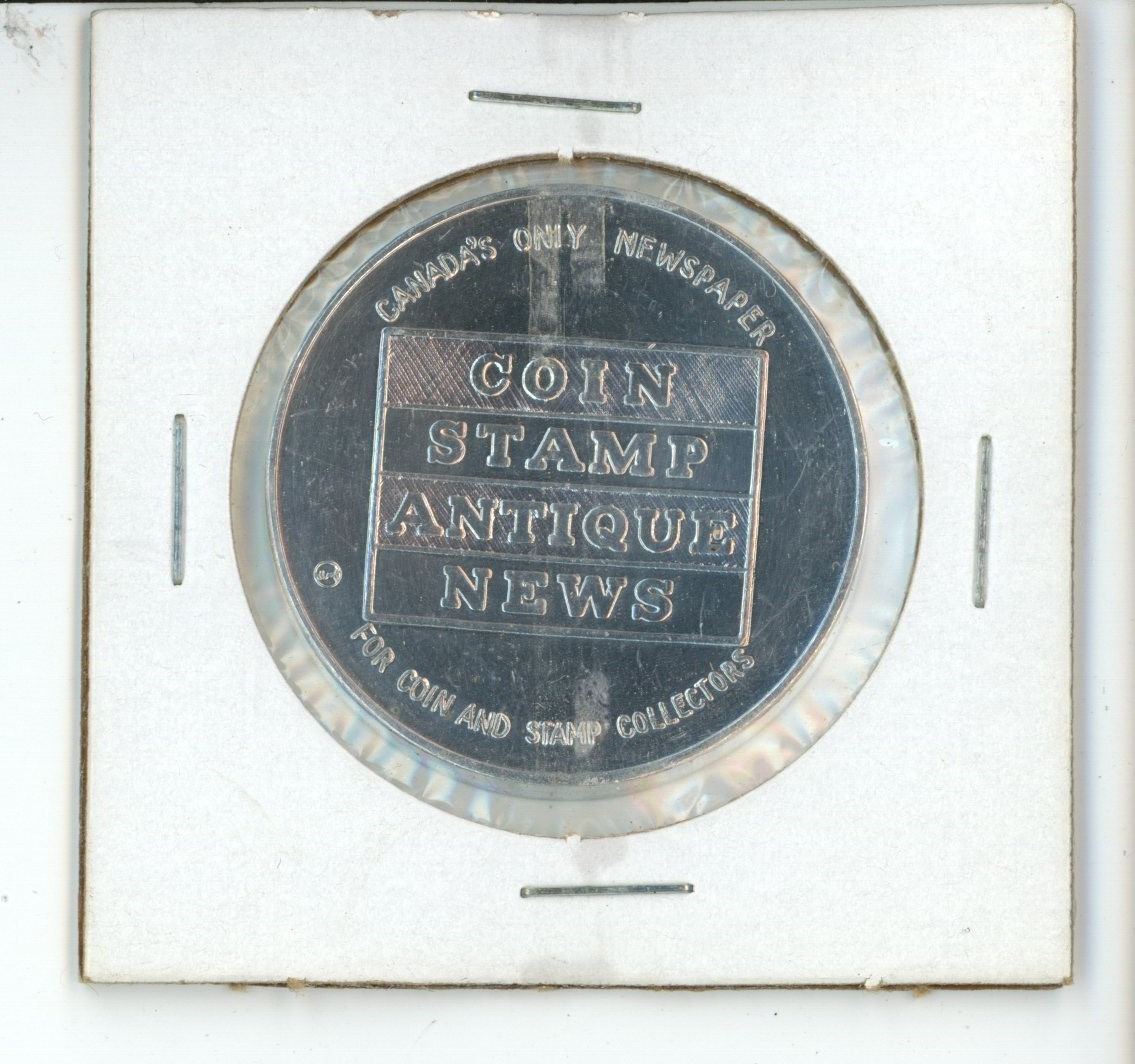 CANADA'S ONLY NEWSPAPER
COIN
STAMP
ANTIQUE
NEWS
FOR COIN AND STAMP COLLECTORS